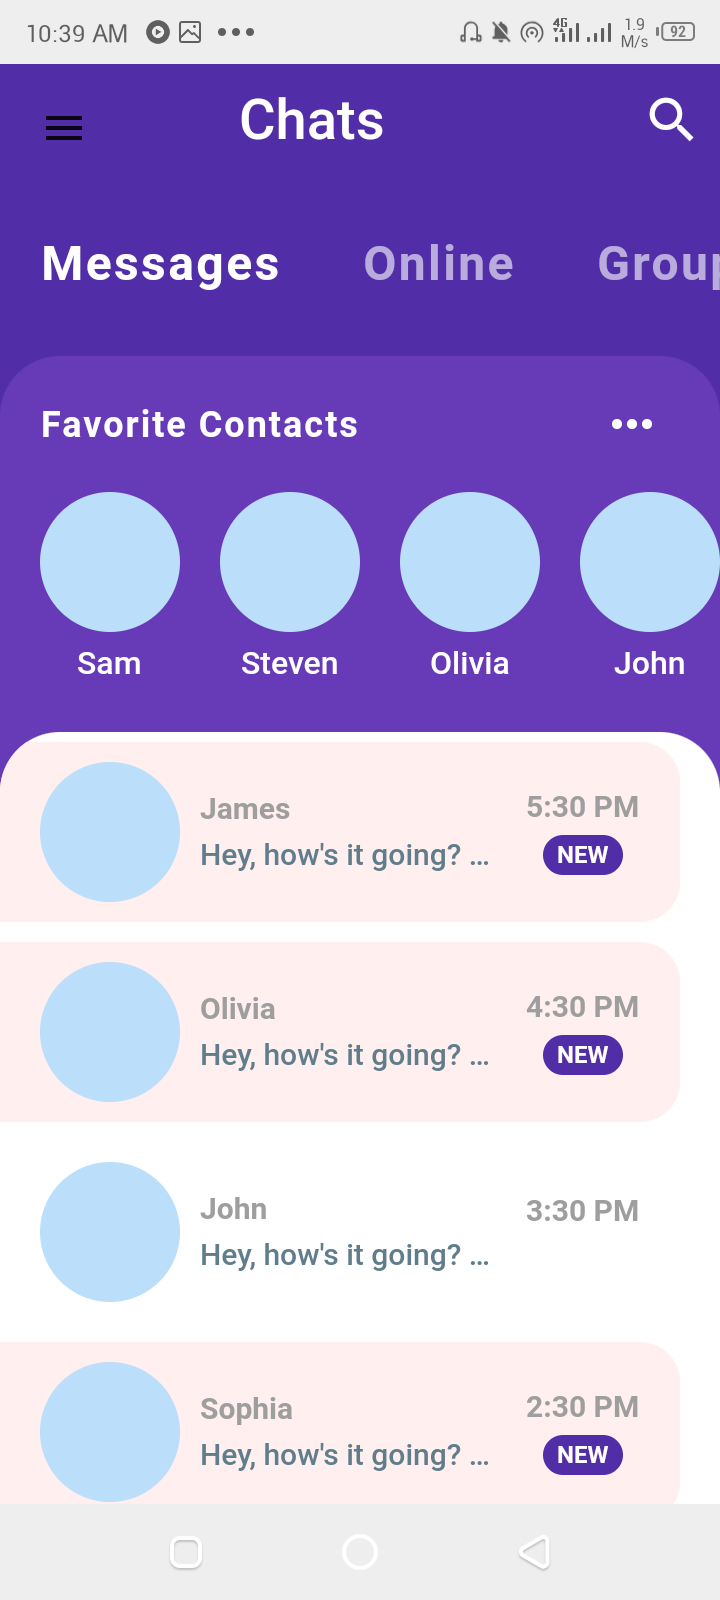 10:39 AM
4G
1.9
M/s
92
Chats
Messages Online Grou
Favorite Contacts
Sam Steven Olivia John
James 5:30 PM
Hey, how's it going? ... NEW
Olivia 4:30 PM
Hey, how's it going? ... NEW
John 3:30 PM
Hey, how's it going? ...
Sophia 2:30 PM
Hey, how's it going? ... NEW